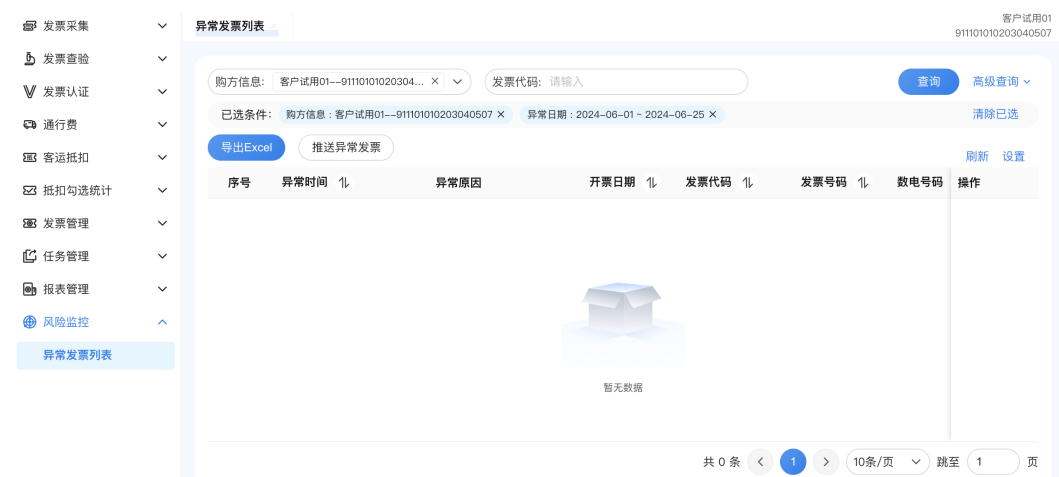 发票采集
异常发票列表
客户试用01
911101010203040507
发票查验
发票认证
通行费
客运抵扣
抵扣勾选统计
发票管理
任务管理
报表管理
风险监控
异常发票列表
购方信息: 客户试用01--91110101020304... × 发票代码: 请输入 查询 高级查询
已选条件: 购方信息：客户试用01--911101010203040507 × 异常日期：2024-06-01 ~ 2024-06-25 × 清除已选
导出Excel 推送异常发票 刷新 设置
序号 异常时间 异常原因 开票日期 发票代码 发票号码 数电号码 操作
暂无数据
共 0 条 1 10条/页 跳至 1 页